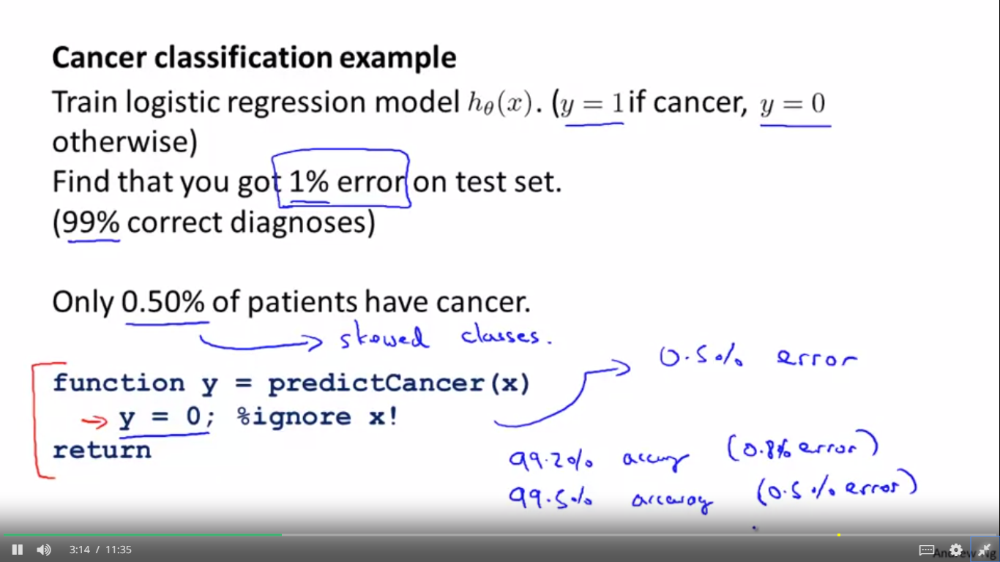 Cancer classification example
Train logistic regression model hθ(x). (y = 1 if cancer, y = 0
otherwise)
Find that you got 1% error on test set.
(99% correct diagnoses)
Only 0.50% of patients have cancer.
skewed classes.
0.5% error
function y = predictCancer(x)
y = 0; %ignore x!
return
99.2% accuracy (0.8% error)
99.5% accuracy (0.5% error)
3:14 / 11:35
Andrew Ng